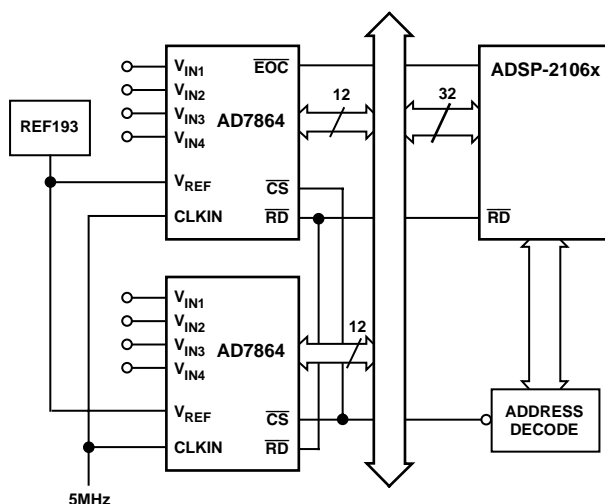 V_IN1
V_IN2
V_IN3
V_IN4
V_REF
CLKIN
AD7864
EOC
CS
RD
12
32
ADSP-2106x
RD
REF193
V_IN1
V_IN2
V_IN3
V_IN4
V_REF
CLKIN
AD7864
CS
RD
12
ADDRESS
DECODE
5MHz